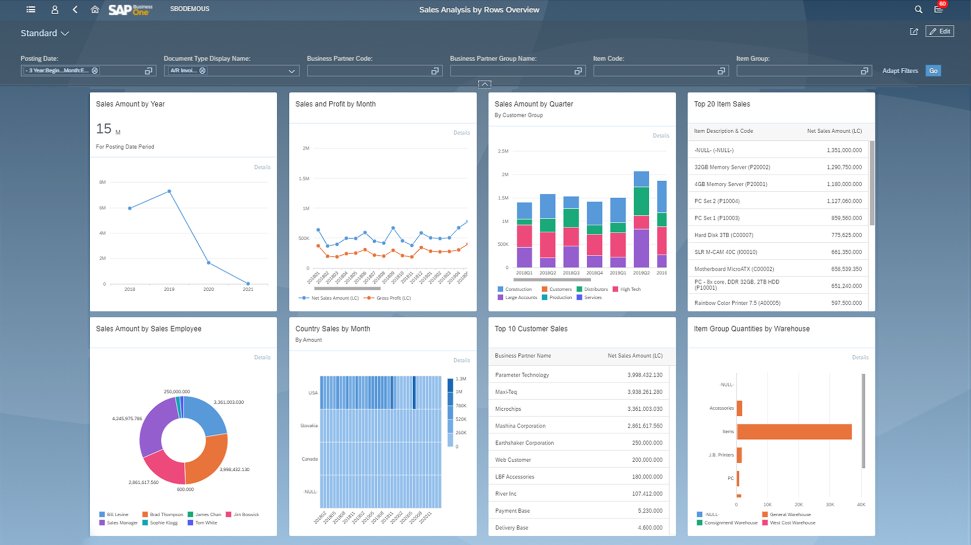 SAP Business One
SBODEMOUS
Sales Analysis by Rows Overview
60
Standard
Edit
Posting Date:
Document Type Display Name:
Business Partner Code:
Business Partner Group Name:
Item Code:
Item Group:
- 3 Year:Begin...Month:E...
A/R Invoi...
Adapt Filters
Go
Sales Amount by Year
15 M
For Posting Date Period
Details
9M
6M
3M
0
2018
2019
2020
2021
Sales and Profit by Month
Details
2M
1.5M
1M
500K
0
Net Sales Amount (LC)
Gross Profit (LC)
Sales Amount by Quarter
By Customer Group
Details
2.5M
2M
1.5M
1M
500K
0
2018Q1
2018Q2
2018Q3
2018Q4
2019Q1
2019Q2
2019
Construction
Customers
Distributors
High Tech
Large Accounts
Production
Services
Top 20 Item Sales
Item Description & Code Net Sales Amount (LC)
-NULL- (-NULL-) 1,351,000.000
32GB Memory Server (P20002) 1,290,750.000
4GB Memory Server (P20001) 1,180,000.000
PC Set 2 (P10004) 1,127,060.000
PC Set 1 (P10003) 859,560.000
Hard Disk 3TB (C00007) 775,625.000
SLR M-CAM 40C (I00010) 661,350.000
Motherboard MicroATX (C00002) 658,539.350
PC - 8x core, DDR 32GB, 2TB HDD
(P10001) 651,240.000
Rainbow Color Printer 7.5 (A00005) 597,500.000
Sales Amount by Sales Employee
Details
250,000.000
3,361,003.030
4,245,975.786
3,998,432.130
2,861,617.560
600.000
Bill Levine
Brad Thompson
James Chan
Jim Boswick
Sales Manager
Sophie Klogg
Tom White
Country Sales by Month
By Amount
Details
USA
Slovakia
Canada
NULL
1.3M
1M
780K
520K
260K
0
Top 10 Customer Sales
Business Partner Name Net Sales Amount (LC)
Parameter Technology 3,998,432.130
Maxi-Teq 3,938,261.280
Microchips 3,361,003.030
Mashina Corporation 2,861,617.560
Earthshaker Corporation 250,000.000
Web Customer 200,000.000
LBF Accessories 180,000.000
River Inc 107,412.000
Payment Base 5,230.000
Delivery Base 4,600.000
Item Group Quantities by Warehouse
Details
-NULL-
Accessories
Items
J.B. Printers
PC
0
10K
20K
30K
40K
-NULL-
General Warehouse
Consignment Warehouse
West Cost Warehouse